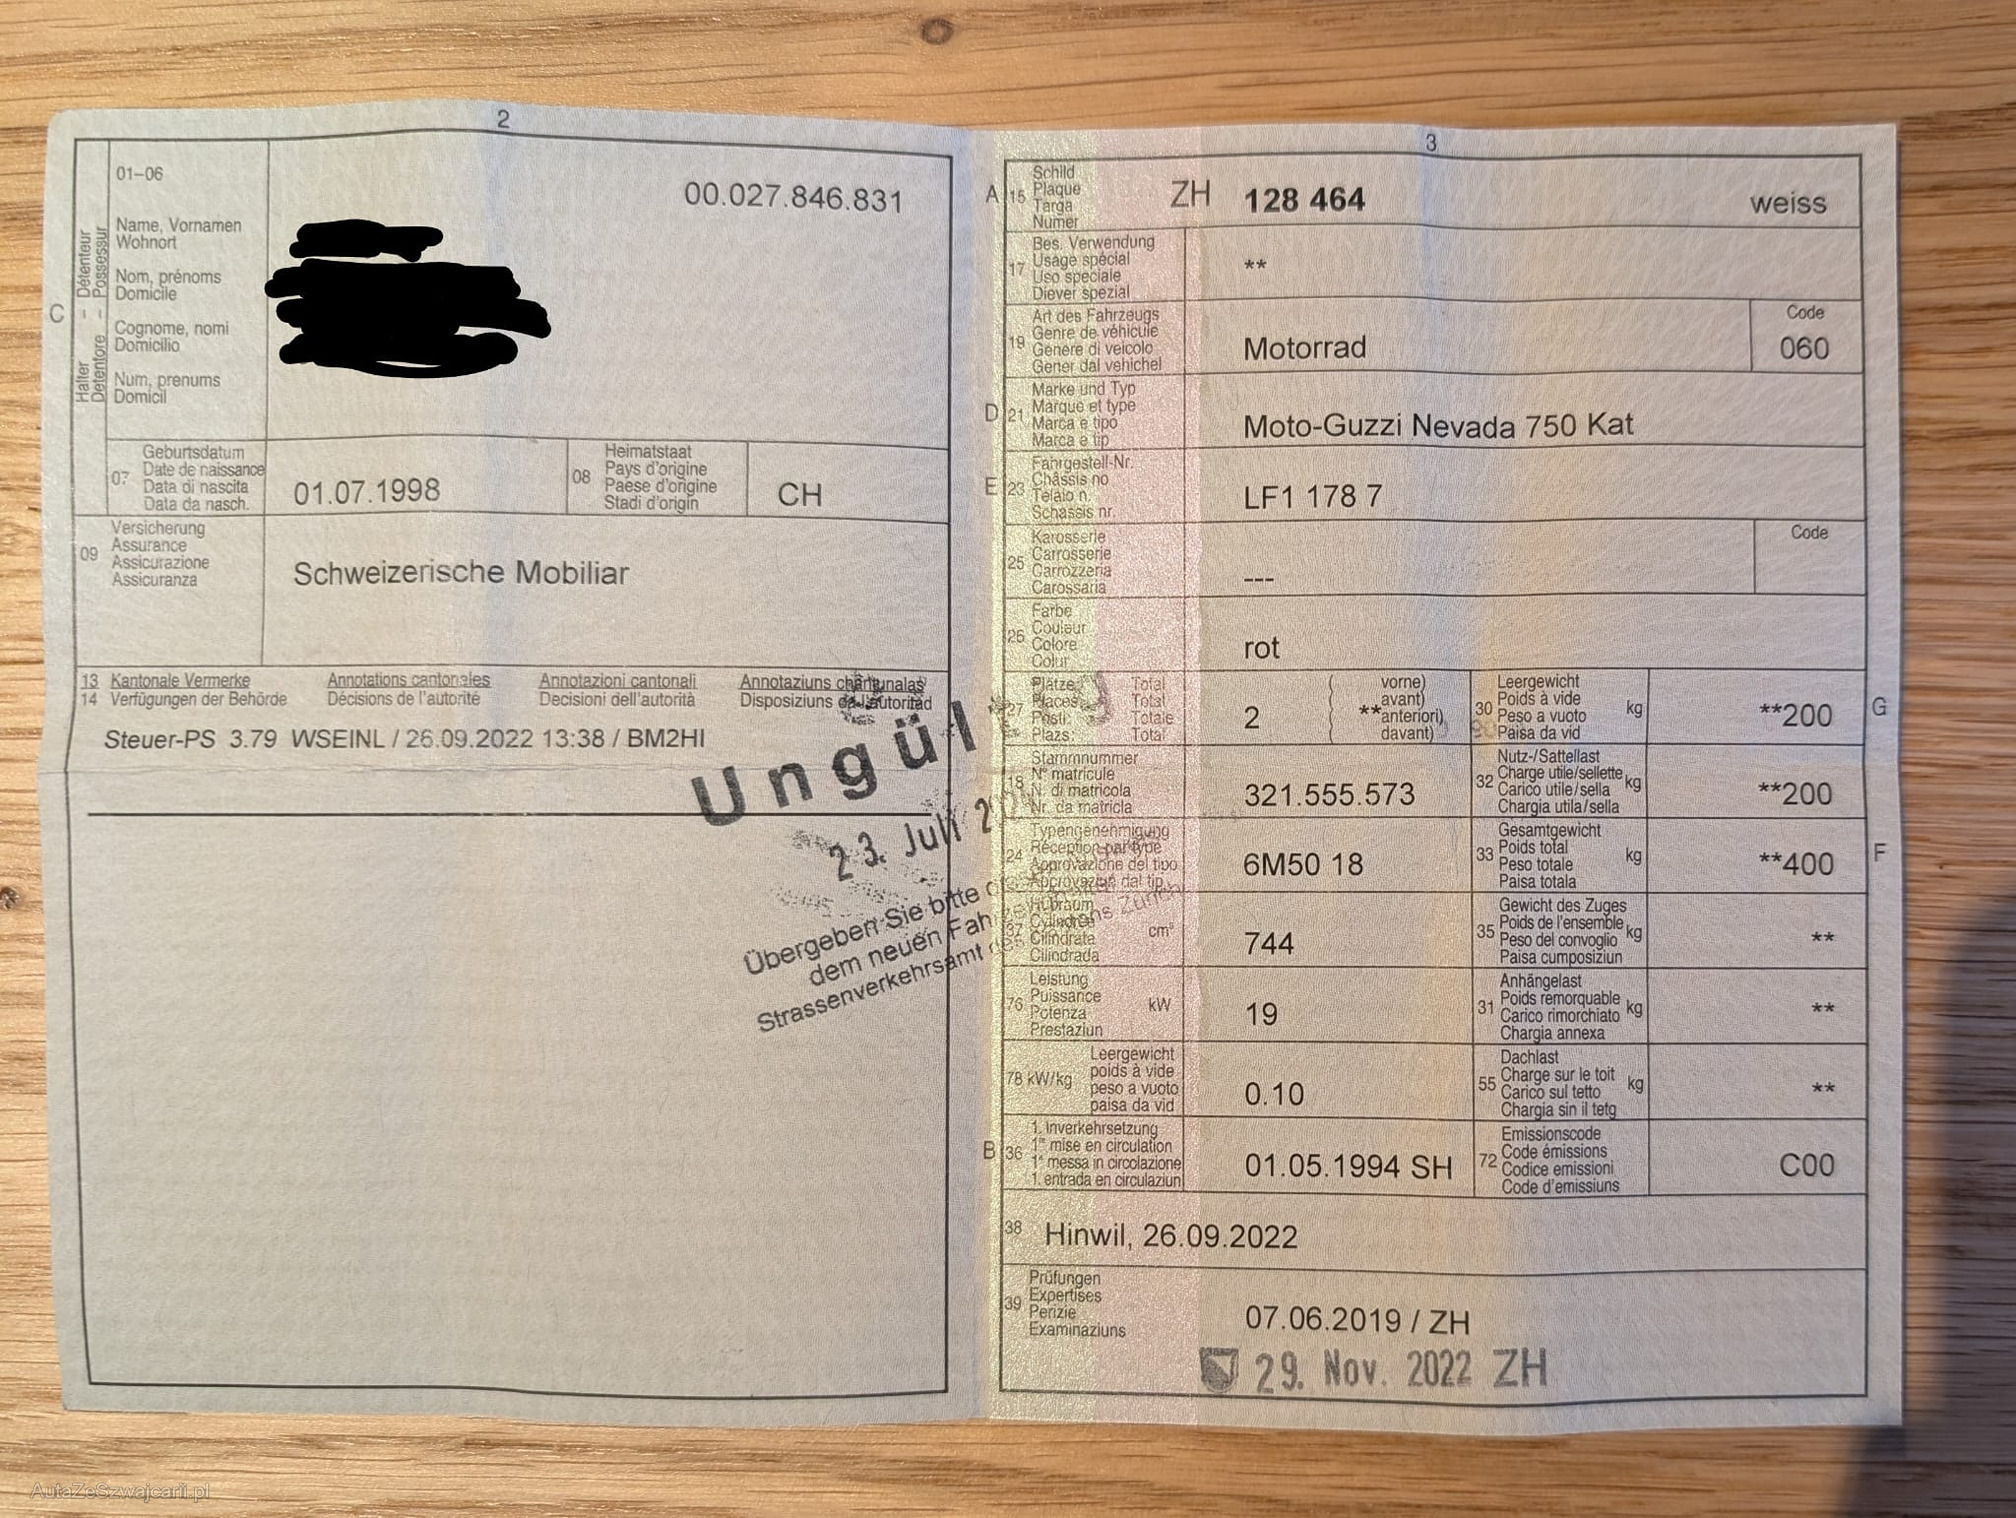 2
01–06
00.027.846.831
C
Halter – Détenteur –
Detentore – Possessur
Name, Vornamen
Wohnort
Nom, prénoms
Domicile
Cognome, nomi
Domicilio
Num, prenums
Domicil
07
Geburtsdatum
Date de naissance
Data di nascita
Data da nasch.
01.07.1998
08
Heimatstaat
Pays d'origine
Paese d'origine
Stadi d'origin
CH
09
Versicherung
Assurance
Assicurazione
Assicuranza
Schweizerische Mobiliar
13 Kantonale Vermerke Annotations cantonales Annotazioni cantonali Annotaziuns chantunalas
14 Verfügungen der Behörde Décisions de l'autorité Decisioni dell'autorità Disposiziuns da l'autoritad
Steuer-PS 3.79 WSEINL / 26.09.2022 13:38 / BM2HI
Ungül
23. Juli 2
Übergeben Sie bitte
dem neuen Fah
Strassenverkehrsamt
3
A 15
Schild
Plaque
Targa
Numer
ZH 128 464 weiss
17
Bes. Verwendung
Usage spécial
Uso speciale
Diever spezial
**
19
Art des Fahrzeugs
Genre de véhicule
Genere di veicolo
Gener dal vehichel
Motorrad
Code
060
D 21
Marke und Typ
Marque et type
Marca e tipo
Marca e tip
Moto-Guzzi Nevada 750 Kat
E 23
Fahrgestell-Nr.
Châssis no
Telaio n.
Schassis nr.
LF1 178 7
25
Karosserie
Carrosserie
Carrozzeria
Carossaria
---
Code
26
Farbe
Couleur
Colore
Colur
rot
27
Plätze: Total
Places: Total
Posti: Totale
Plazs: Total
2
vorne)
avant)
**anteriori)
davant)
30
Leergewicht
Poids à vide
Peso a vuoto
Paisa da vid
kg
**200
G
18
Stammnummer
N° matricule
N. di matricola
Nr. da matricla
321.555.573
32
Nutz-/Sattellast
Charge utile/sellette
Carico utile/sella
Chargia utila/sella
kg
**200
24
Typengenehmigung
Réception par type
Approvazione del tipo
Approvaziun dal tip
6M50 18
33
Gesamtgewicht
Poids total
Peso totale
Paisa totala
kg
**400
F
37
Hubraum
Cylindrée
Cilindrata
Cilindrada
cm³
744
35
Gewicht des Zuges
Poids de l'ensemble
Peso del convoglio
Paisa cumposiziun
kg
**
76
Leistung
Puissance
Potenza
Prestaziun
kW
19
31
Anhängelast
Poids remorquable
Carico rimorchiato
Chargia annexa
kg
**
78 kW/kg
Leergewicht
poids à vide
peso a vuoto
paisa da vid
0.10
55
Dachlast
Charge sur le toit
Carico sul tetto
Chargia sin il tetg
kg
**
B 36
1. Inverkehrsetzung
1re mise en circulation
1a messa in circolazione
1. entrada en circulaziun
01.05.1994 SH
72
Emissionscode
Code émissions
Codice emissioni
Code d'emissiuns
C00
38
Hinwil, 26.09.2022
39
Prüfungen
Expertises
Perizie
Examinaziuns
07.06.2019 / ZH
29. Nov. 2022 ZH
AutaZeSzwajcarii.pl